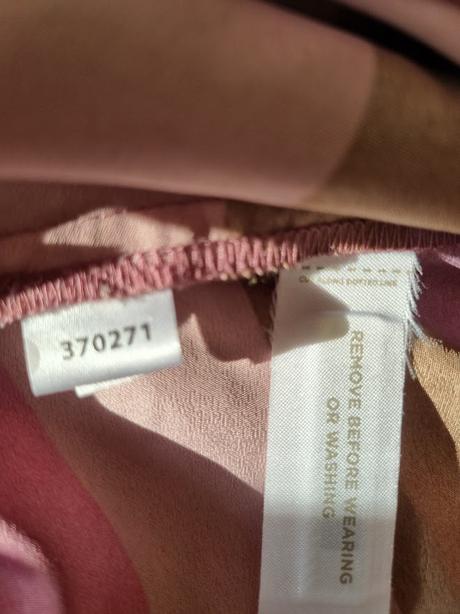 370271
REMOVE BEFORE WEARING
OR WASHING